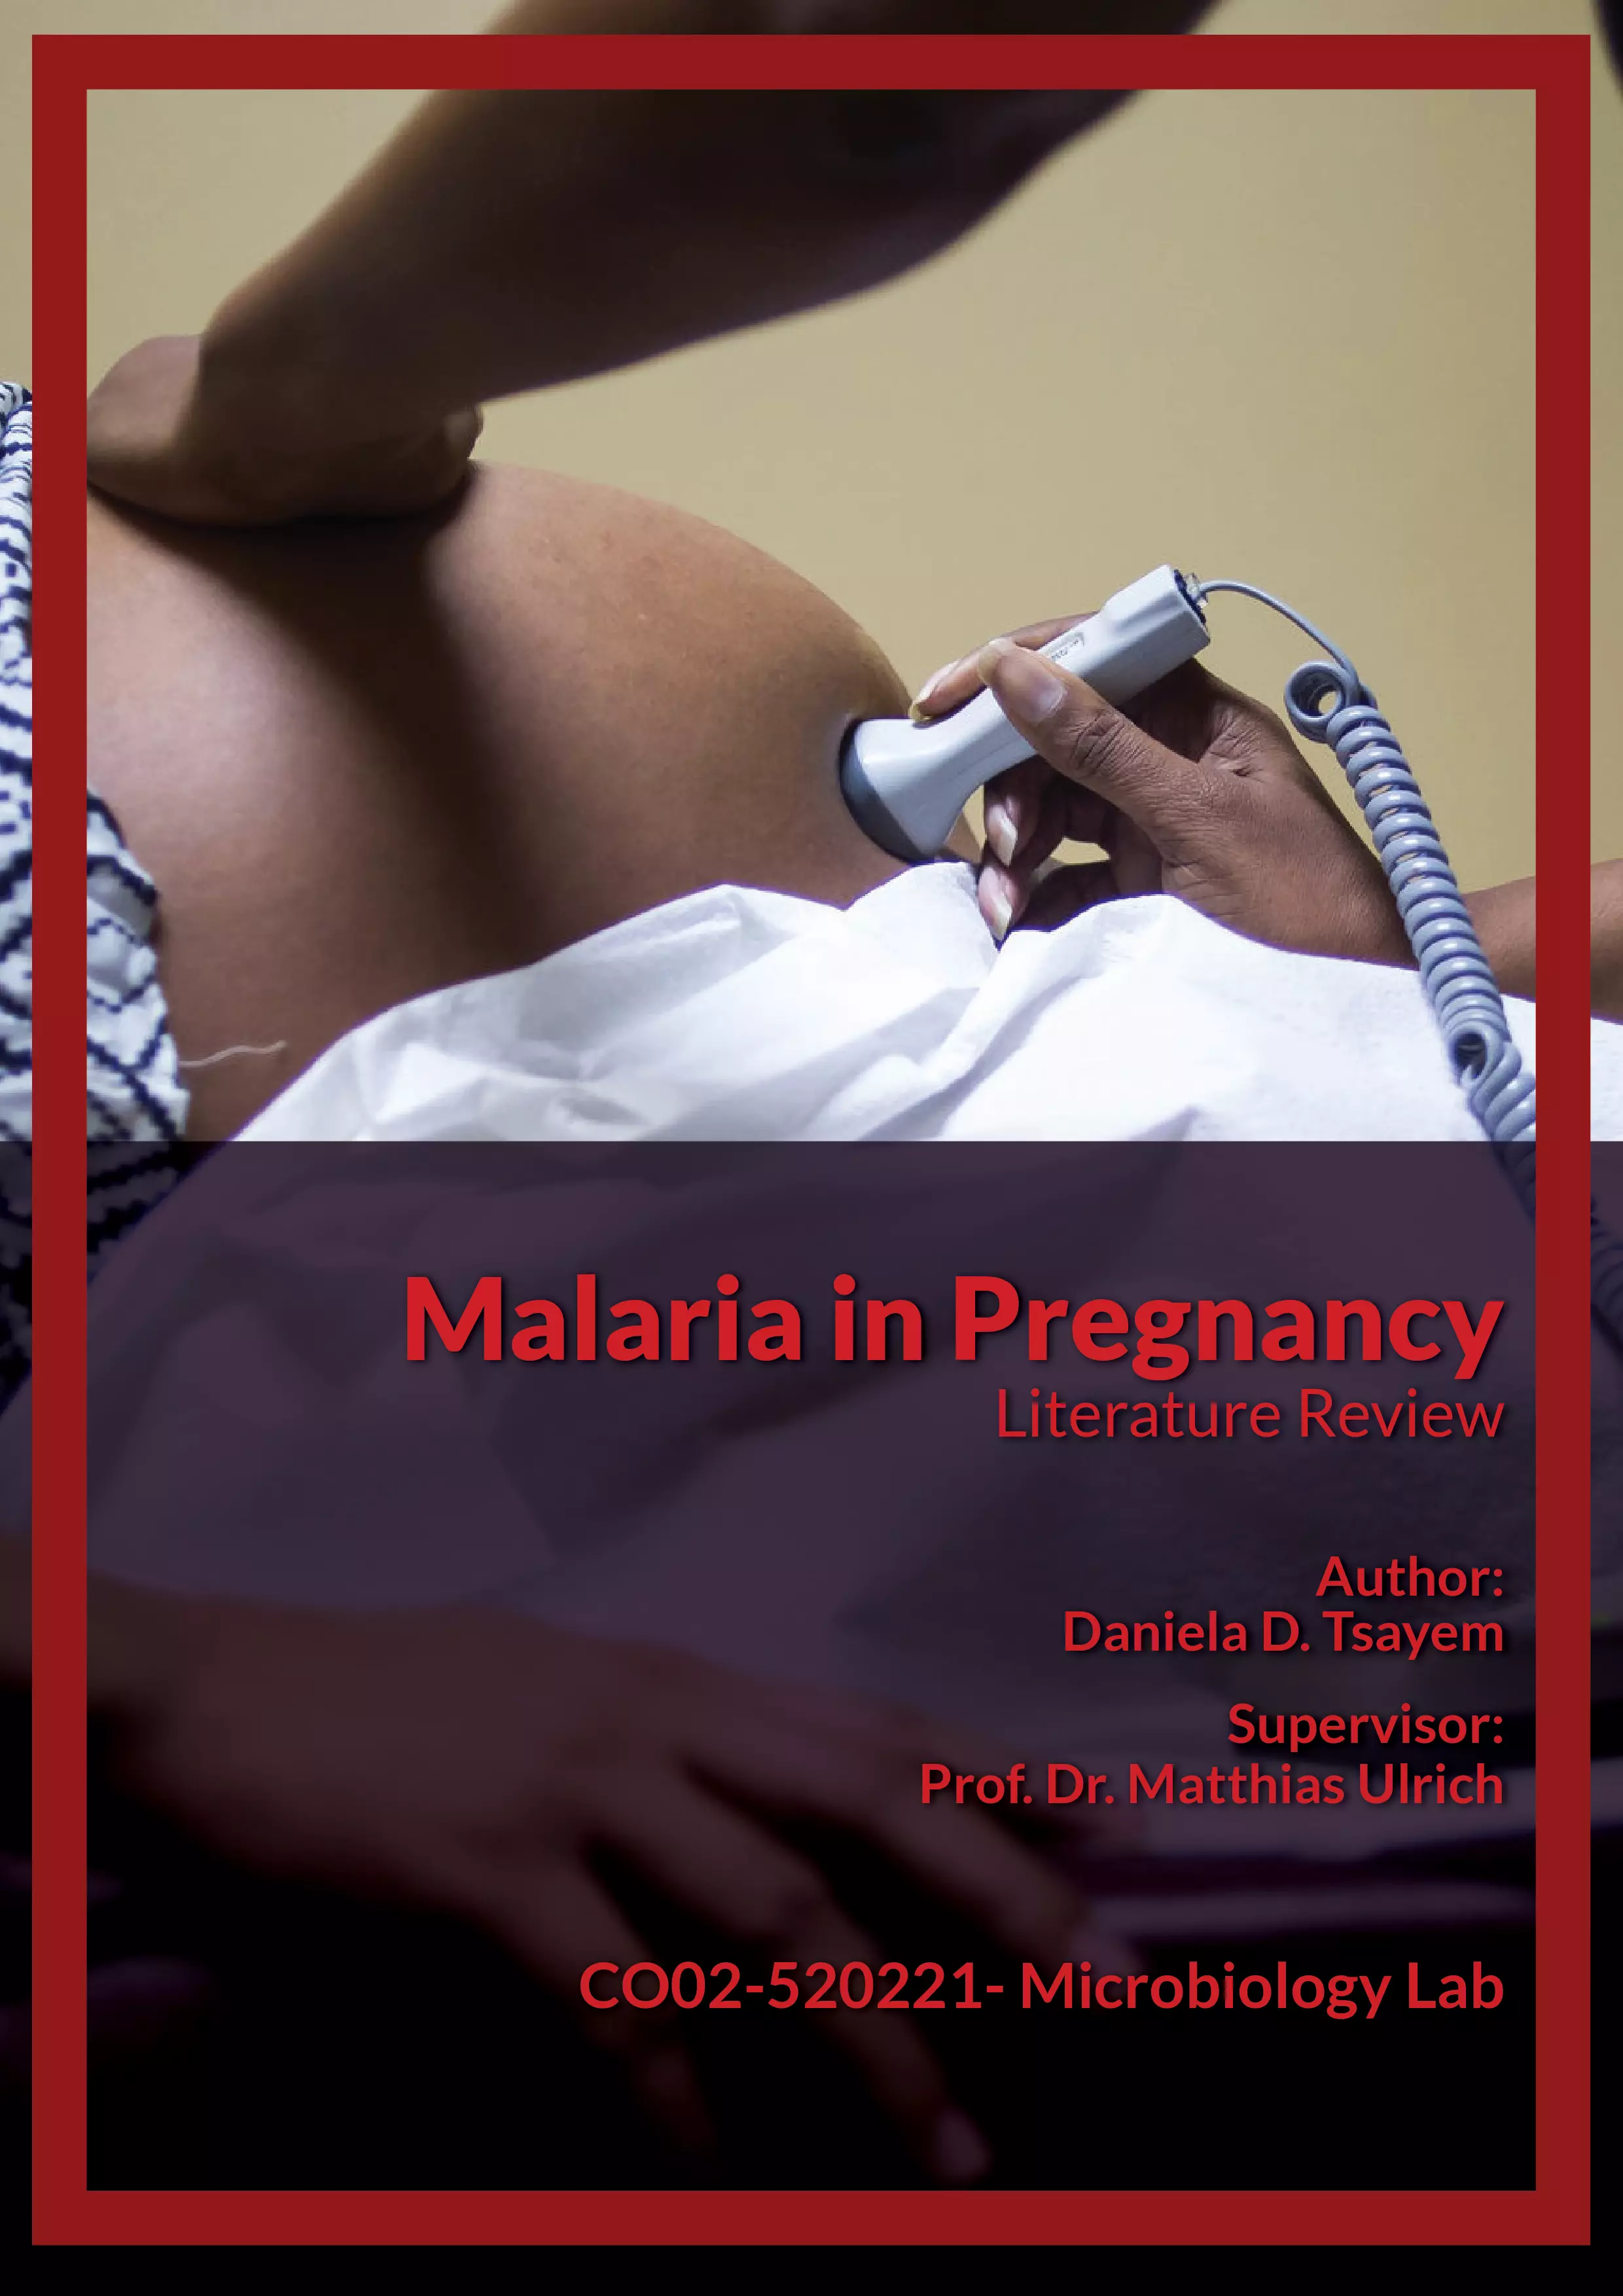 Malaria in Pregnancy
Literature Review
Author:
Daniela D. Tsayem
Supervisor:
Prof. Dr. Matthias Ulrich
CO02-520221- Microbiology Lab